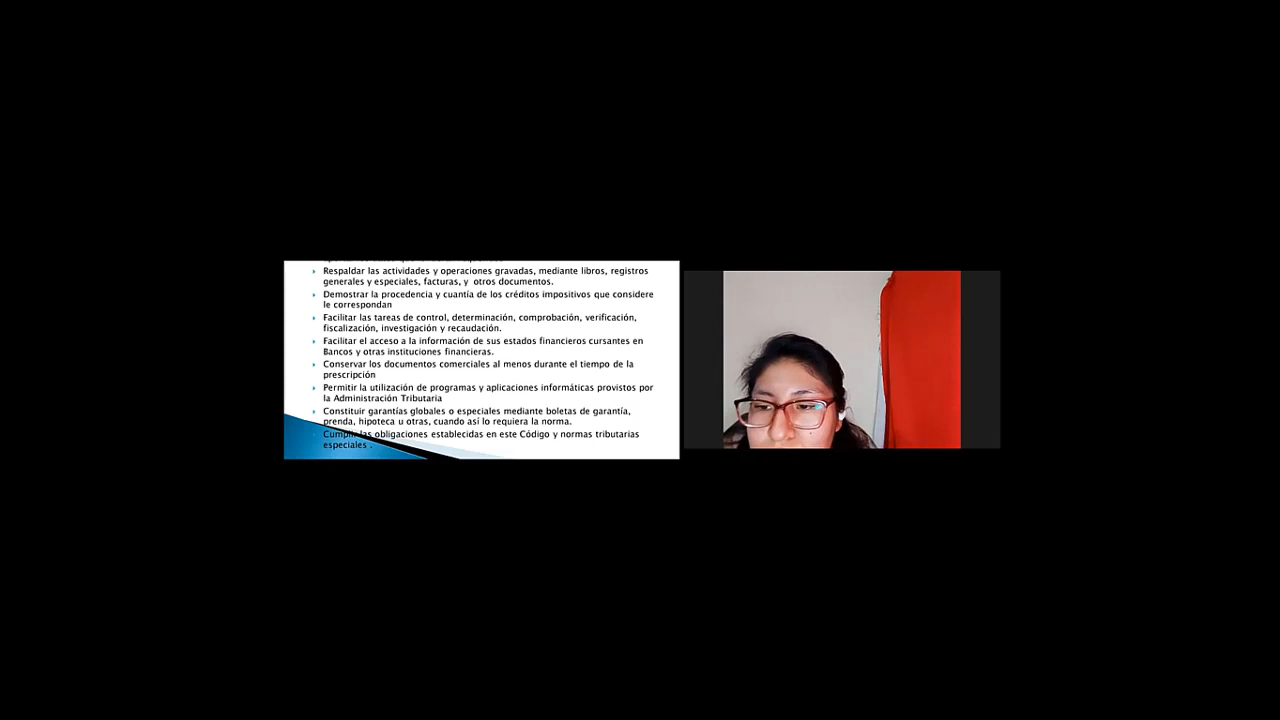 Respaldar las actividades y operaciones gravadas, mediante libros, registros
generales y especiales, facturas, y otros documentos.
Demostrar la procedencia y cuantía de los créditos impositivos que considere
le correspondan
Facilitar las tareas de control, determinación, comprobación, verificación,
fiscalización, investigación y recaudación.
Facilitar el acceso a la información de sus estados financieros cursantes en
Bancos y otras instituciones financieras.
Conservar los documentos comerciales al menos durante el tiempo de la
prescripción
Permitir la utilización de programas y aplicaciones informáticas provistos por
la Administración Tributaria
Constituir garantías globales o especiales mediante boletas de garantía,
prenda, hipoteca u otras, cuando así lo requiera la norma.
Cumplir las obligaciones establecidas en este Código y normas tributarias
especiales .